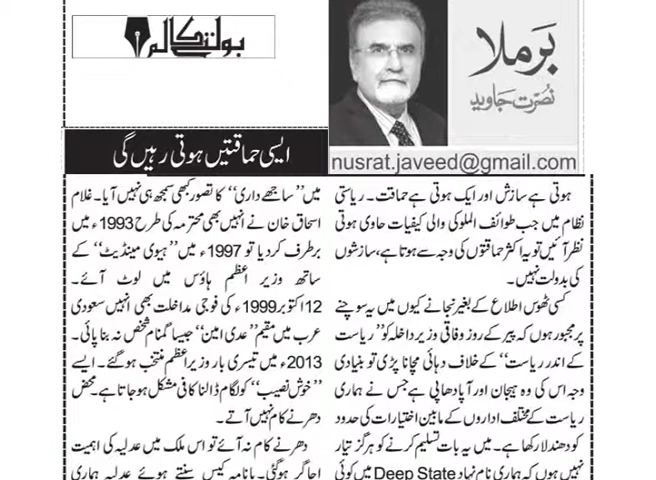 بولتے کالم
بَرملا
نصرت جاوید
nusrat.javeed@gmail.com
ایسی حماقتیں ہوتی رہیں گی
ہوتی ہے سازش اور ایک ہوتی ہے حماقت۔ ریاستی
نظام میں جب طوائف الملوکی والی کیفیات حاوی ہوتی
نظر آئیں تو یہ اکثر حماقتوں کی وجہ سے ہوتا ہے، سازشوں
کی بدولت نہیں۔
کسی ٹھوس اطلاع کے بغیر نجانے کیوں میں یہ سوچنے
پر مجبور ہوں کہ پیر کے روز وفاقی وزیر داخلہ کو ”ریاست
کے اندر ریاست“ کے خلاف دہائی مچانا پڑی تو بنیادی
وجہ اس کی وہ ہیجان اور آپادھاپی ہے جس نے ہماری
ریاست کے مختلف اداروں کے مابین اختیارات کی حدود
کو دھندلا رکھا ہے۔ میں یہ بات تسلیم کرنے کو ہرگز تیار
نہیں ہوں کہ ہماری نام نہاد Deep State میں کوئی
میں ”ساجھے داری“ کا تصور کبھی سمجھ ہی نہیں آیا۔ غلام
اسحاق خان نے انہیں بھی محترمہ کی طرح 1993ء میں
برطرف کردیا تو 1997ء میں ”ہیوی مینڈیٹ“ کے
ساتھ وزیر اعظم ہاؤس میں لوٹ آئے۔
12 اکتوبر 1999ء کی فوجی مداخلت بھی انہیں سعودی
عرب میں مقیم ”عدی امین“ جیسا گمنام شخص نہ بنا پائی۔
2013ء میں تیسری بار وزیر اعظم منتخب ہوگئے۔ ایسے
”خوش نصیب“ کو لگام ڈالنا کافی مشکل ہوجاتا ہے۔ محض
دھرنے کام نہیں آتے۔
دھرنے کام نہ آئے تو اس ملک میں عدلیہ کی اہمیت
اجاگر ہوگئی۔ پانامہ کیس سنتے ہوئے عدلیہ ہماری